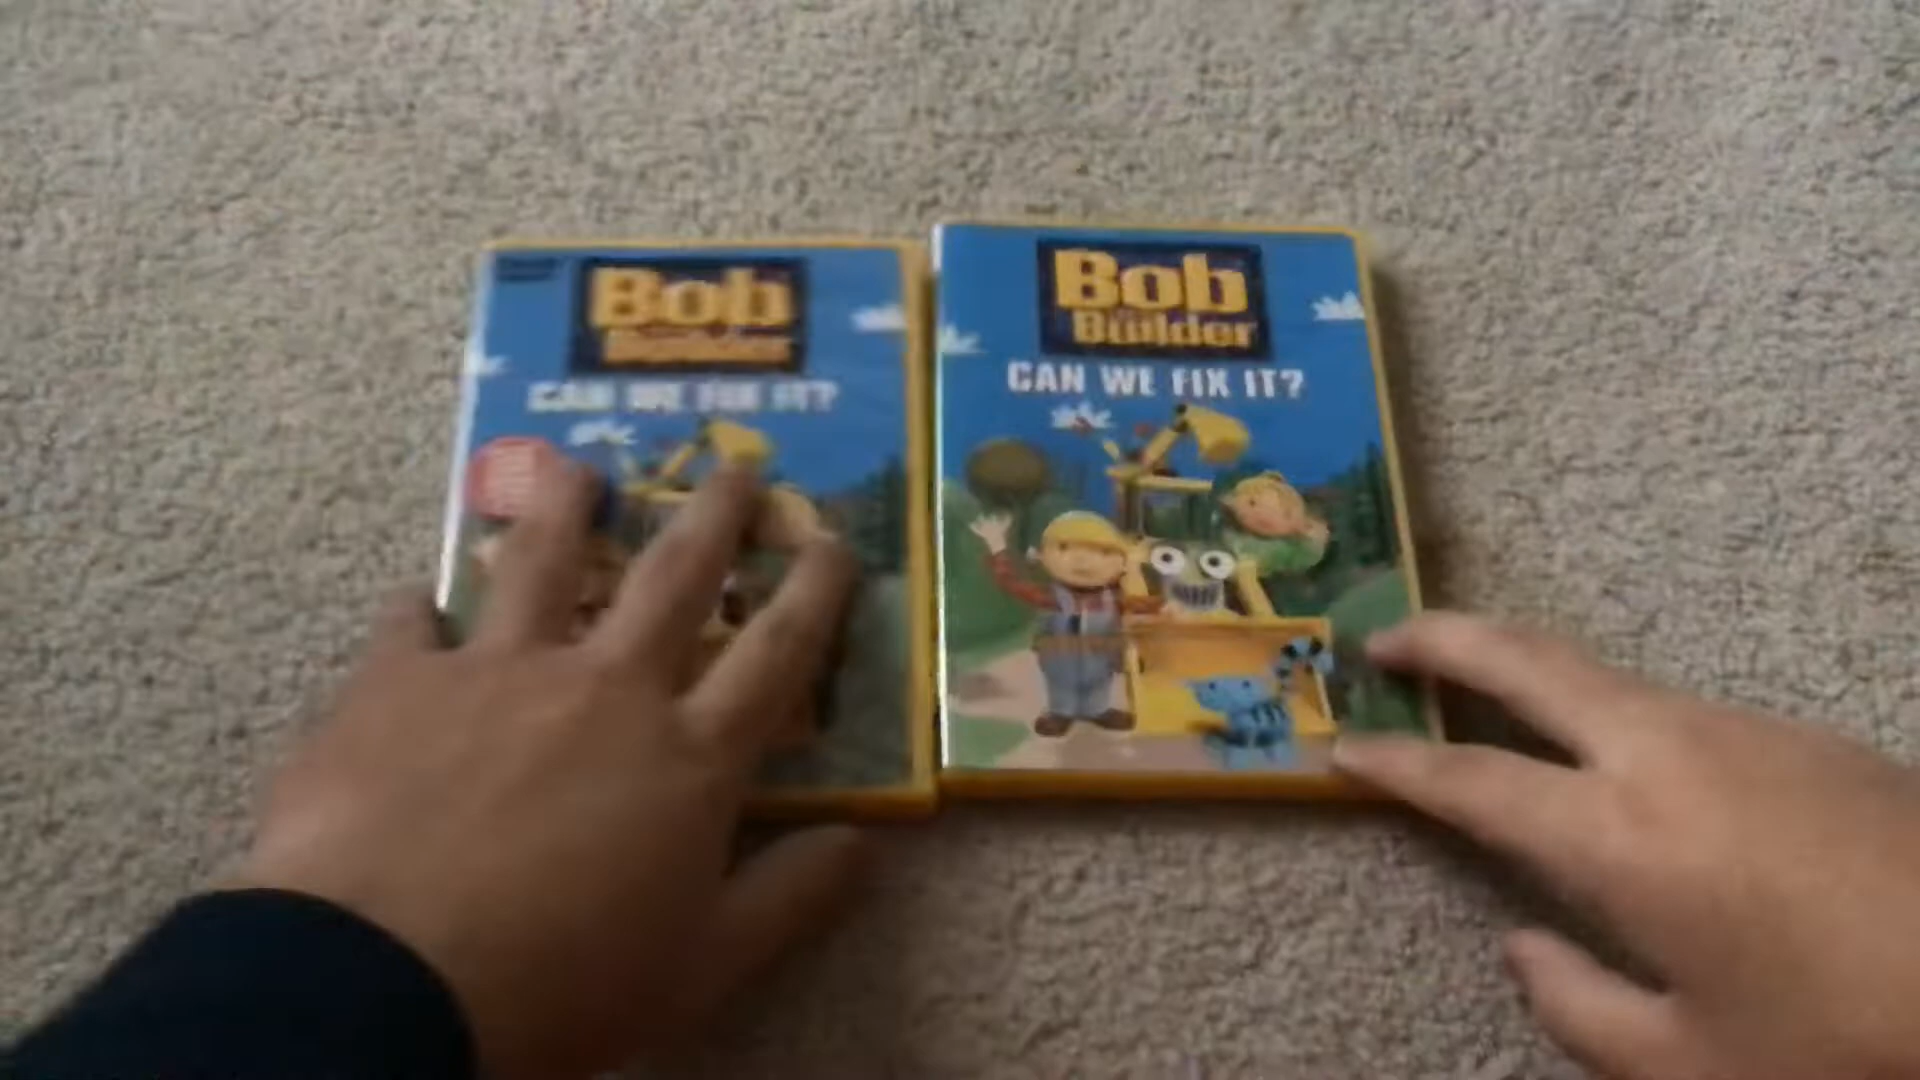 Bob
Builder
CAN WE FIX IT?
Bob
Builder
CAN WE FIX IT?